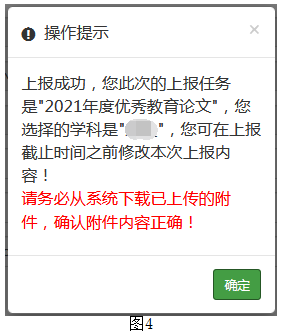 操作提示
×
上报成功，您此次的上报任务
是"2021年度优秀教育论文"，您
选择的学科是"
"，您可在上报
截止时间之前修改本次上报内
容！
请务必从系统下载已上传的附
件，确认附件内容正确！
确定
图4